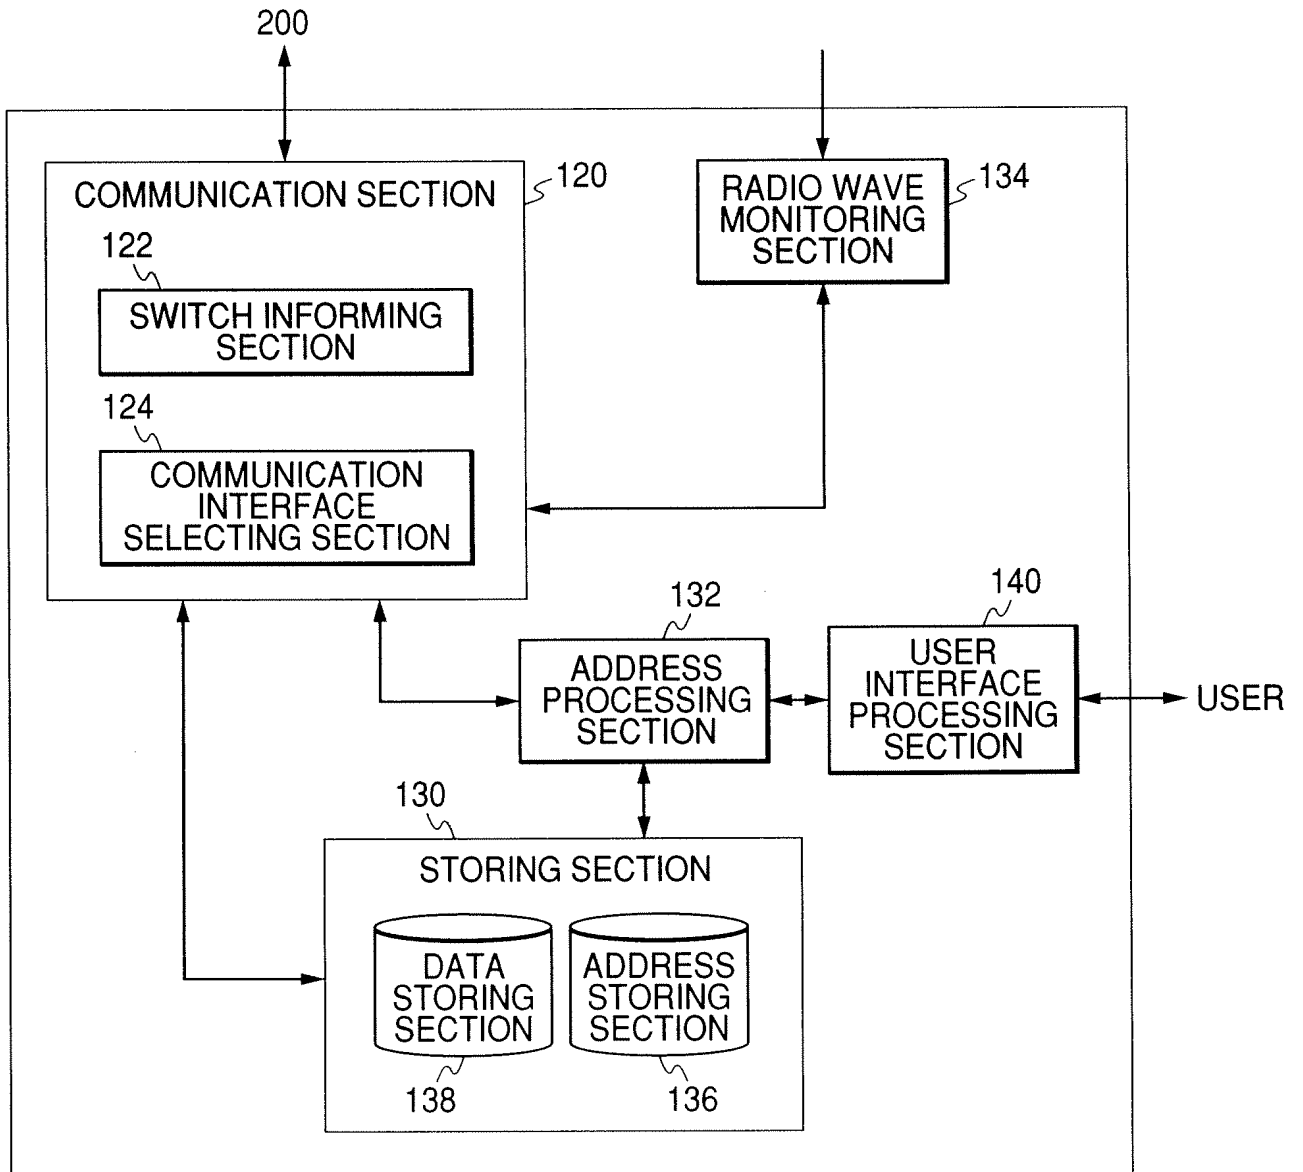 200
COMMUNICATION SECTION
120
122
SWITCH INFORMING
SECTION
124
COMMUNICATION
INTERFACE
SELECTING SECTION
RADIO WAVE
MONITORING
SECTION
134
132
ADDRESS
PROCESSING
SECTION
140
USER
INTERFACE
PROCESSING
SECTION
USER
130
STORING SECTION
DATA
STORING
SECTION
138
ADDRESS
STORING
SECTION
136